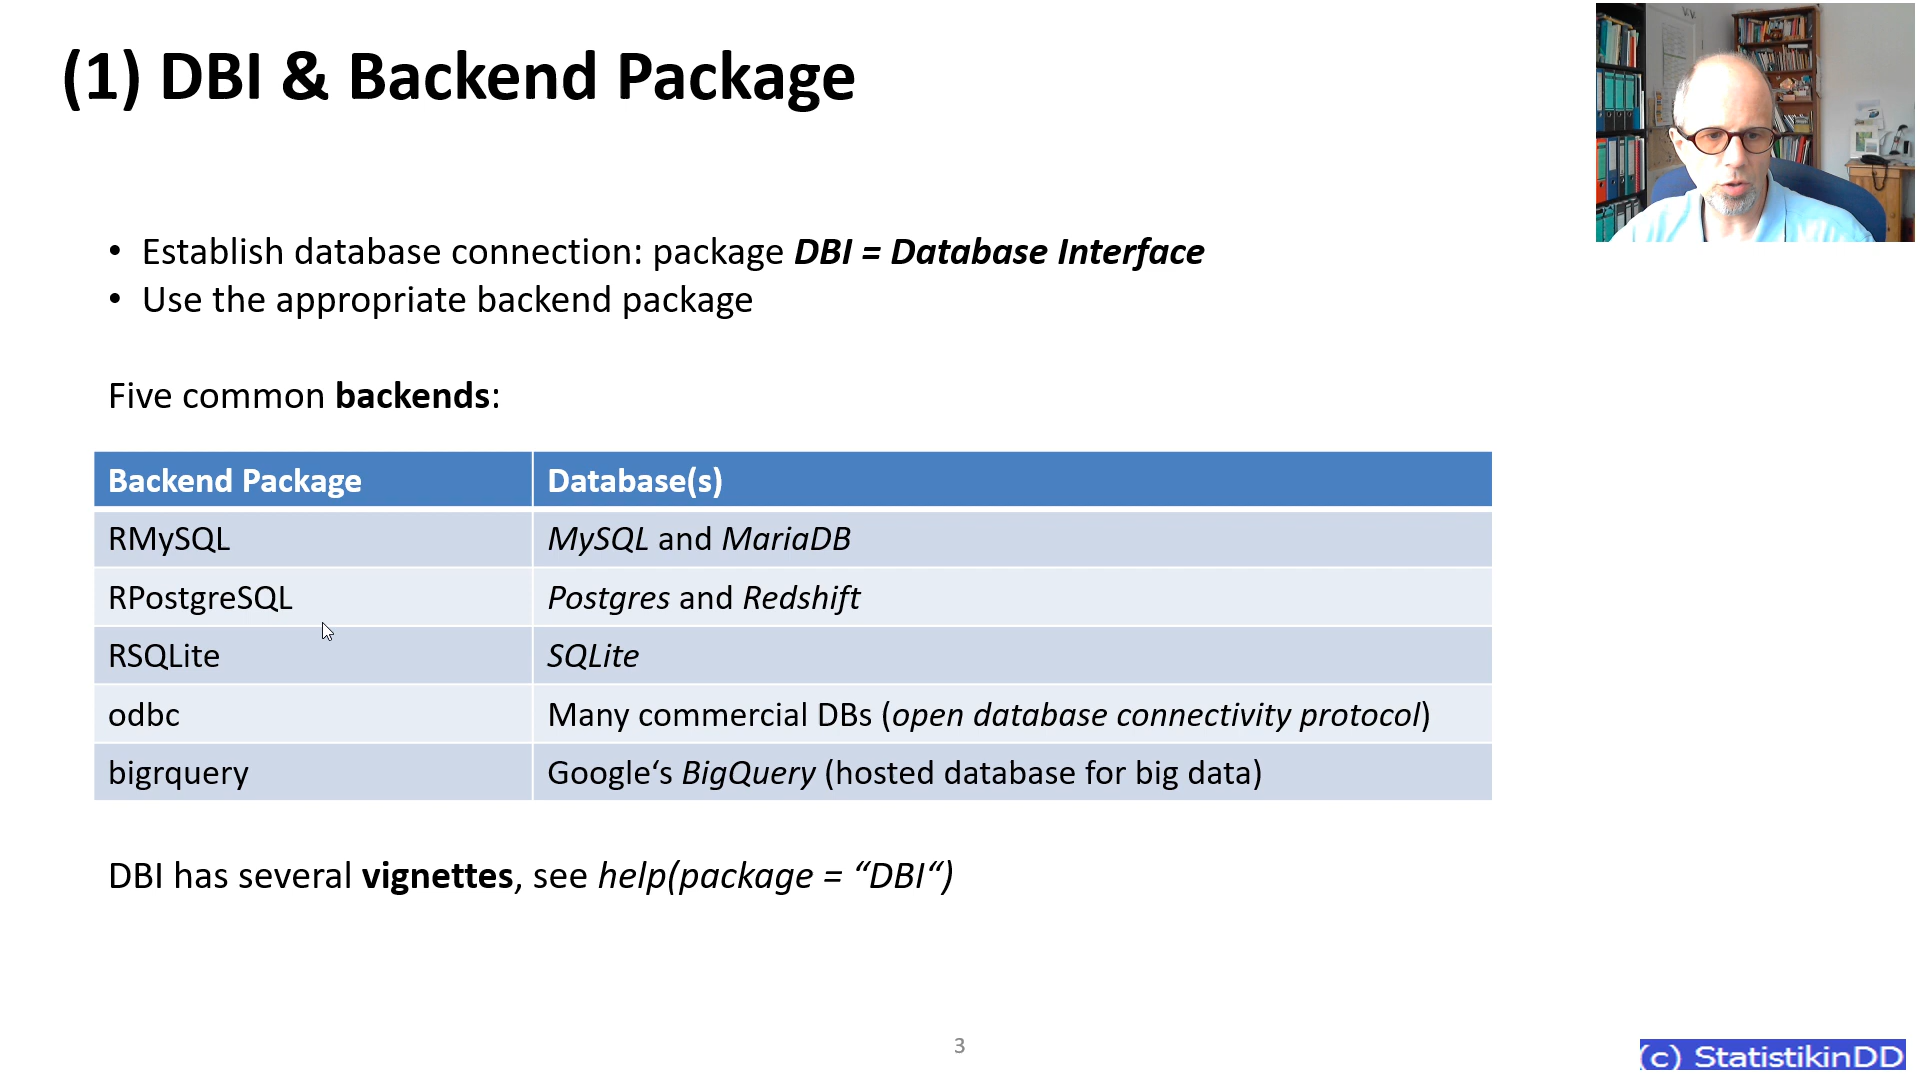 (1) DBI & Backend Package
• Establish database connection: package DBI = Database Interface
• Use the appropriate backend package
Five common backends:
Backend Package Database(s)
RMySQL MySQL and MariaDB
RPostgreSQL Postgres and Redshift
RSQLite SQLite
odbc Many commercial DBs (open database connectivity protocol)
bigrquery Google‘s BigQuery (hosted database for big data)
DBI has several vignettes, see help(package = “DBI“)
3
(c) StatistikinDD